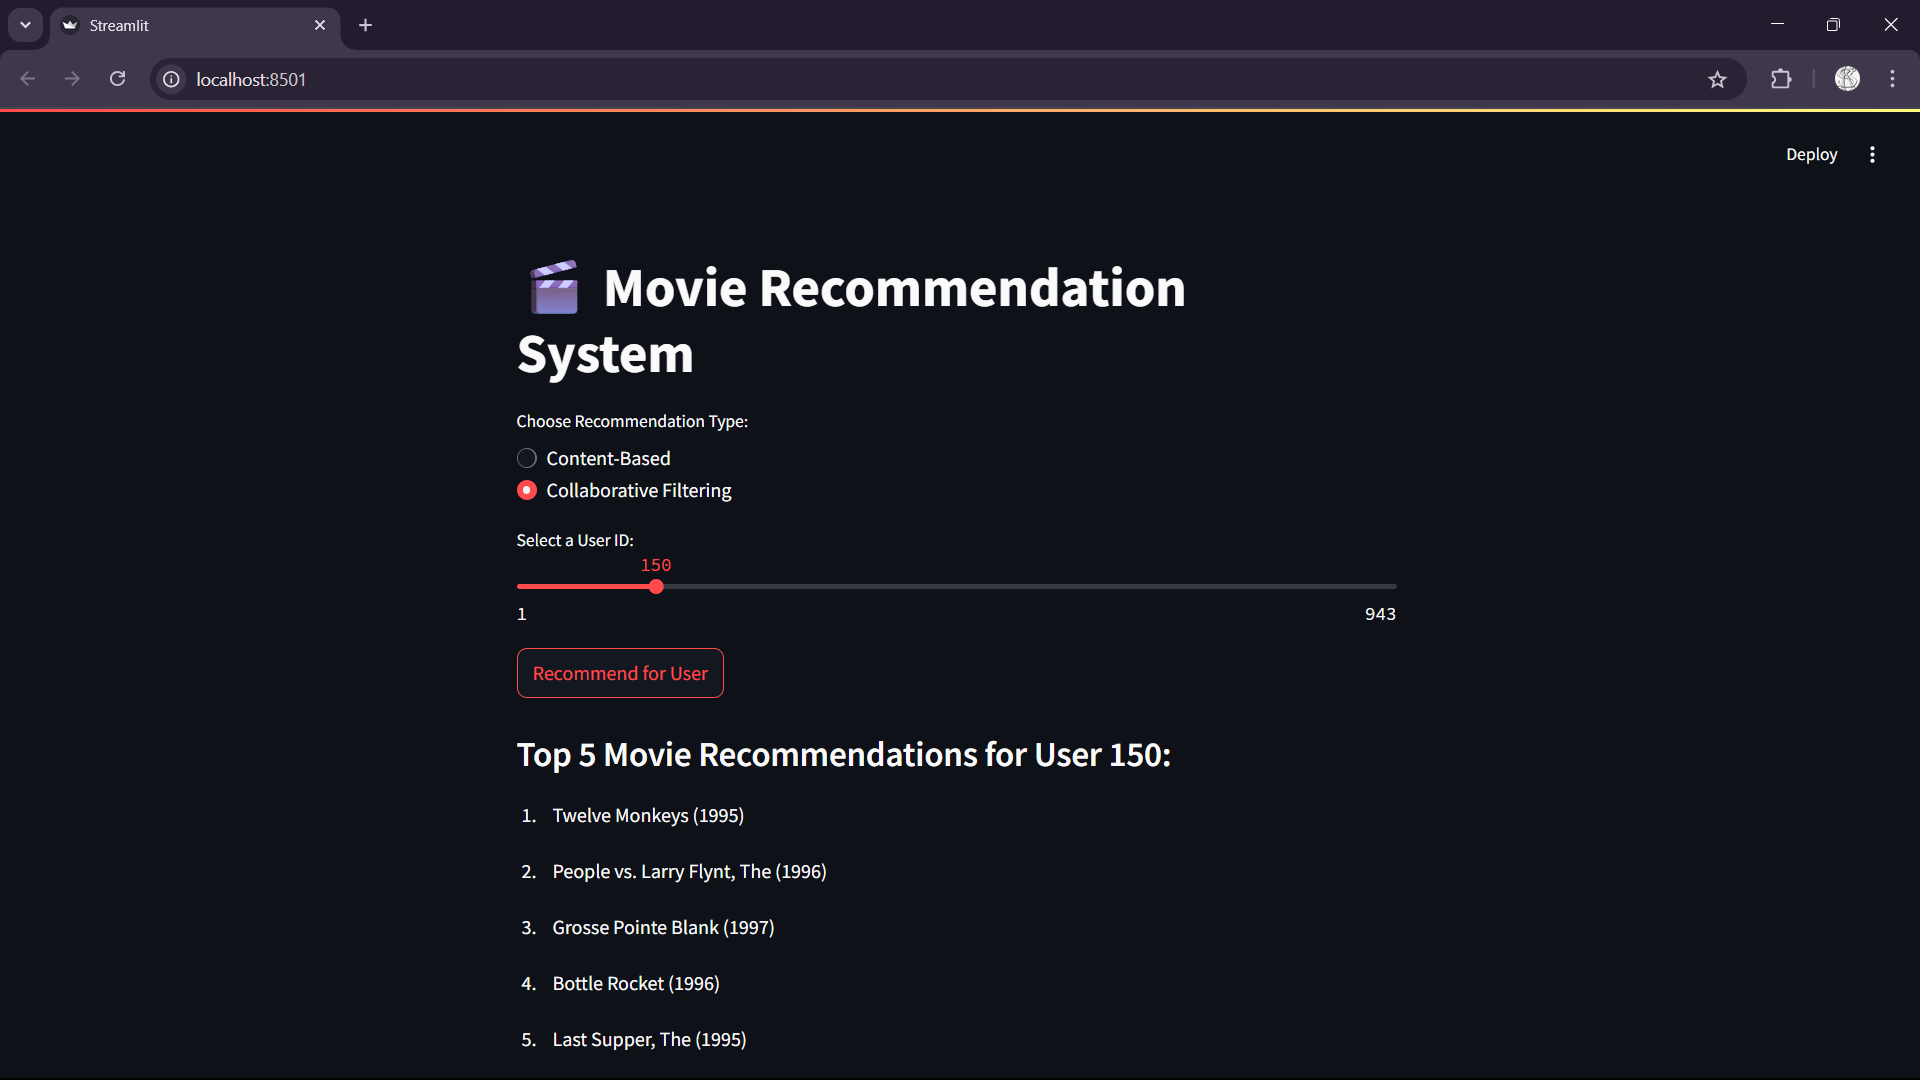 Streamlit
localhost:8501
Deploy
Movie Recommendation
System
Choose Recommendation Type:
Content-Based
Collaborative Filtering
Select a User ID:
150
1 943
Recommend for User
Top 5 Movie Recommendations for User 150:
1. Twelve Monkeys (1995)
2. People vs. Larry Flynt, The (1996)
3. Grosse Pointe Blank (1997)
4. Bottle Rocket (1996)
5. Last Supper, The (1995)